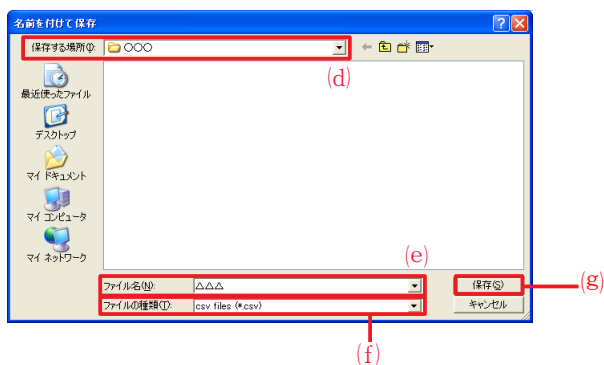 名前を付けて保存
保存する場所(I): 〇〇〇
(d)
最近使ったファイル
デスクトップ
マイ ドキュメント
マイ コンピュータ
マイ ネットワーク
(e)
ファイル名(N): △△△ 保存(S)
(g)
ファイルの種類(T): csv files (*.csv) キャンセル
(f)